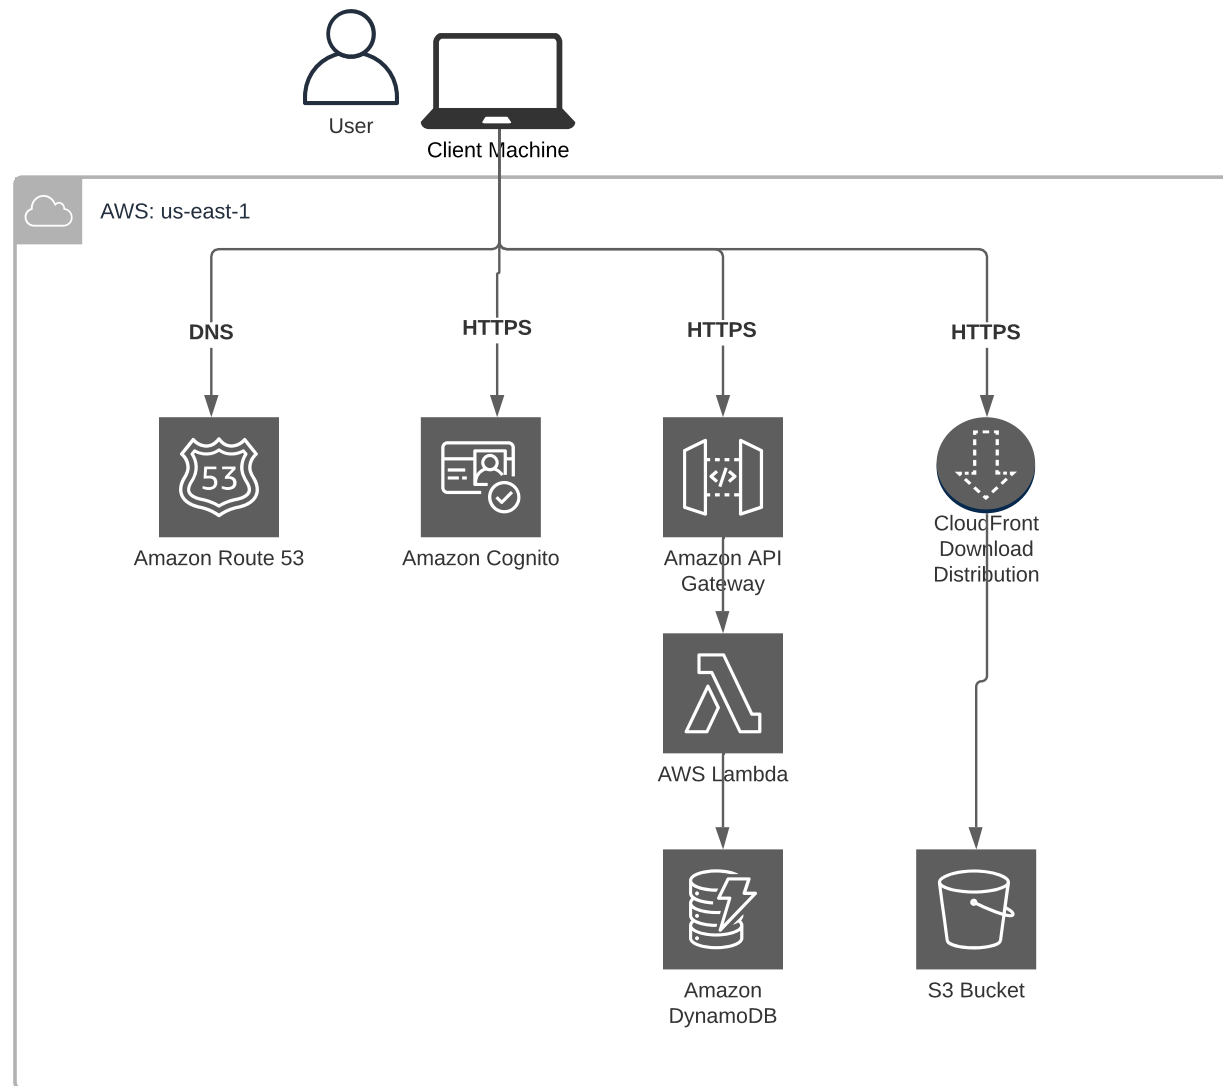 User
Client Machine
AWS: us-east-1
DNS
HTTPS
HTTPS
HTTPS
53
Amazon Route 53
Amazon Cognito
</>
Amazon API
Gateway
CloudFront
Download
Distribution
AWS Lambda
Amazon
DynamoDB
S3 Bucket